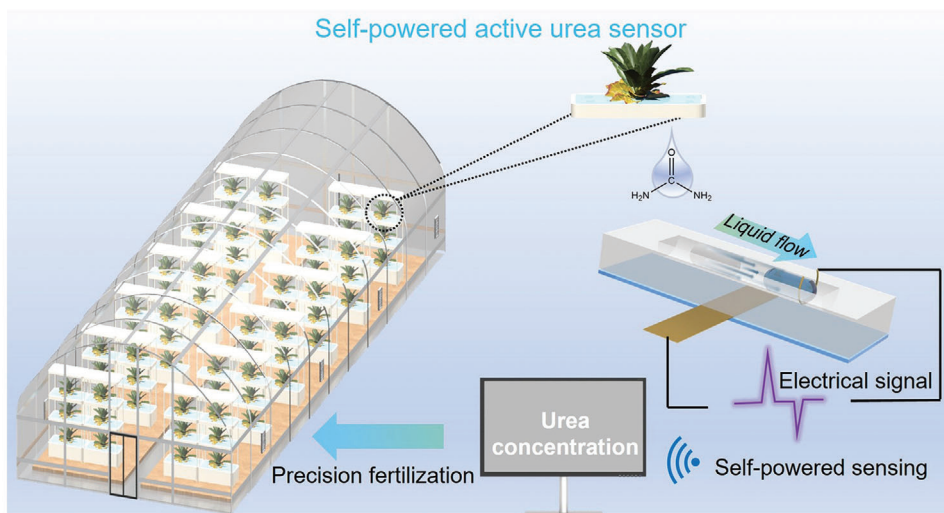 Self-powered active urea sensor
O
C
H₂N
NH₂
Liquid flow
Electrical signal
Urea
concentration
Precision fertilization
Self-powered sensing